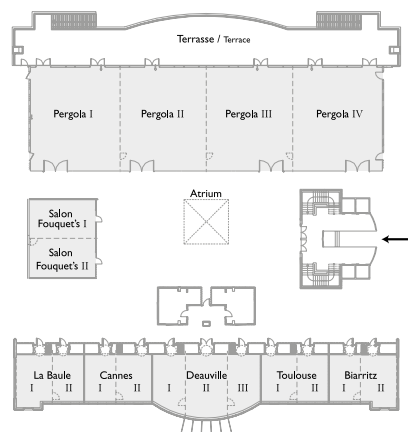 Terrasse / Terrace
Pergola I
Pergola II
Pergola III
Pergola IV
Salon
Fouquet's I
Salon
Fouquet's II
Atrium
La Baule
I II
Cannes
I II
Deauville
I II III
Toulouse
I II
Biarritz
I II